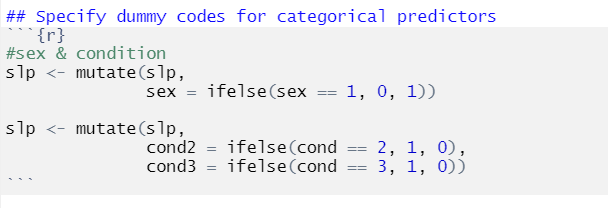 ## Specify dummy codes for categorical predictors
```{r}
#sex & condition
slp <- mutate(slp,
              sex = ifelse(sex == 1, 0, 1))

slp <- mutate(slp,
              cond2 = ifelse(cond == 2, 1, 0),
              cond3 = ifelse(cond == 3, 1, 0))
```